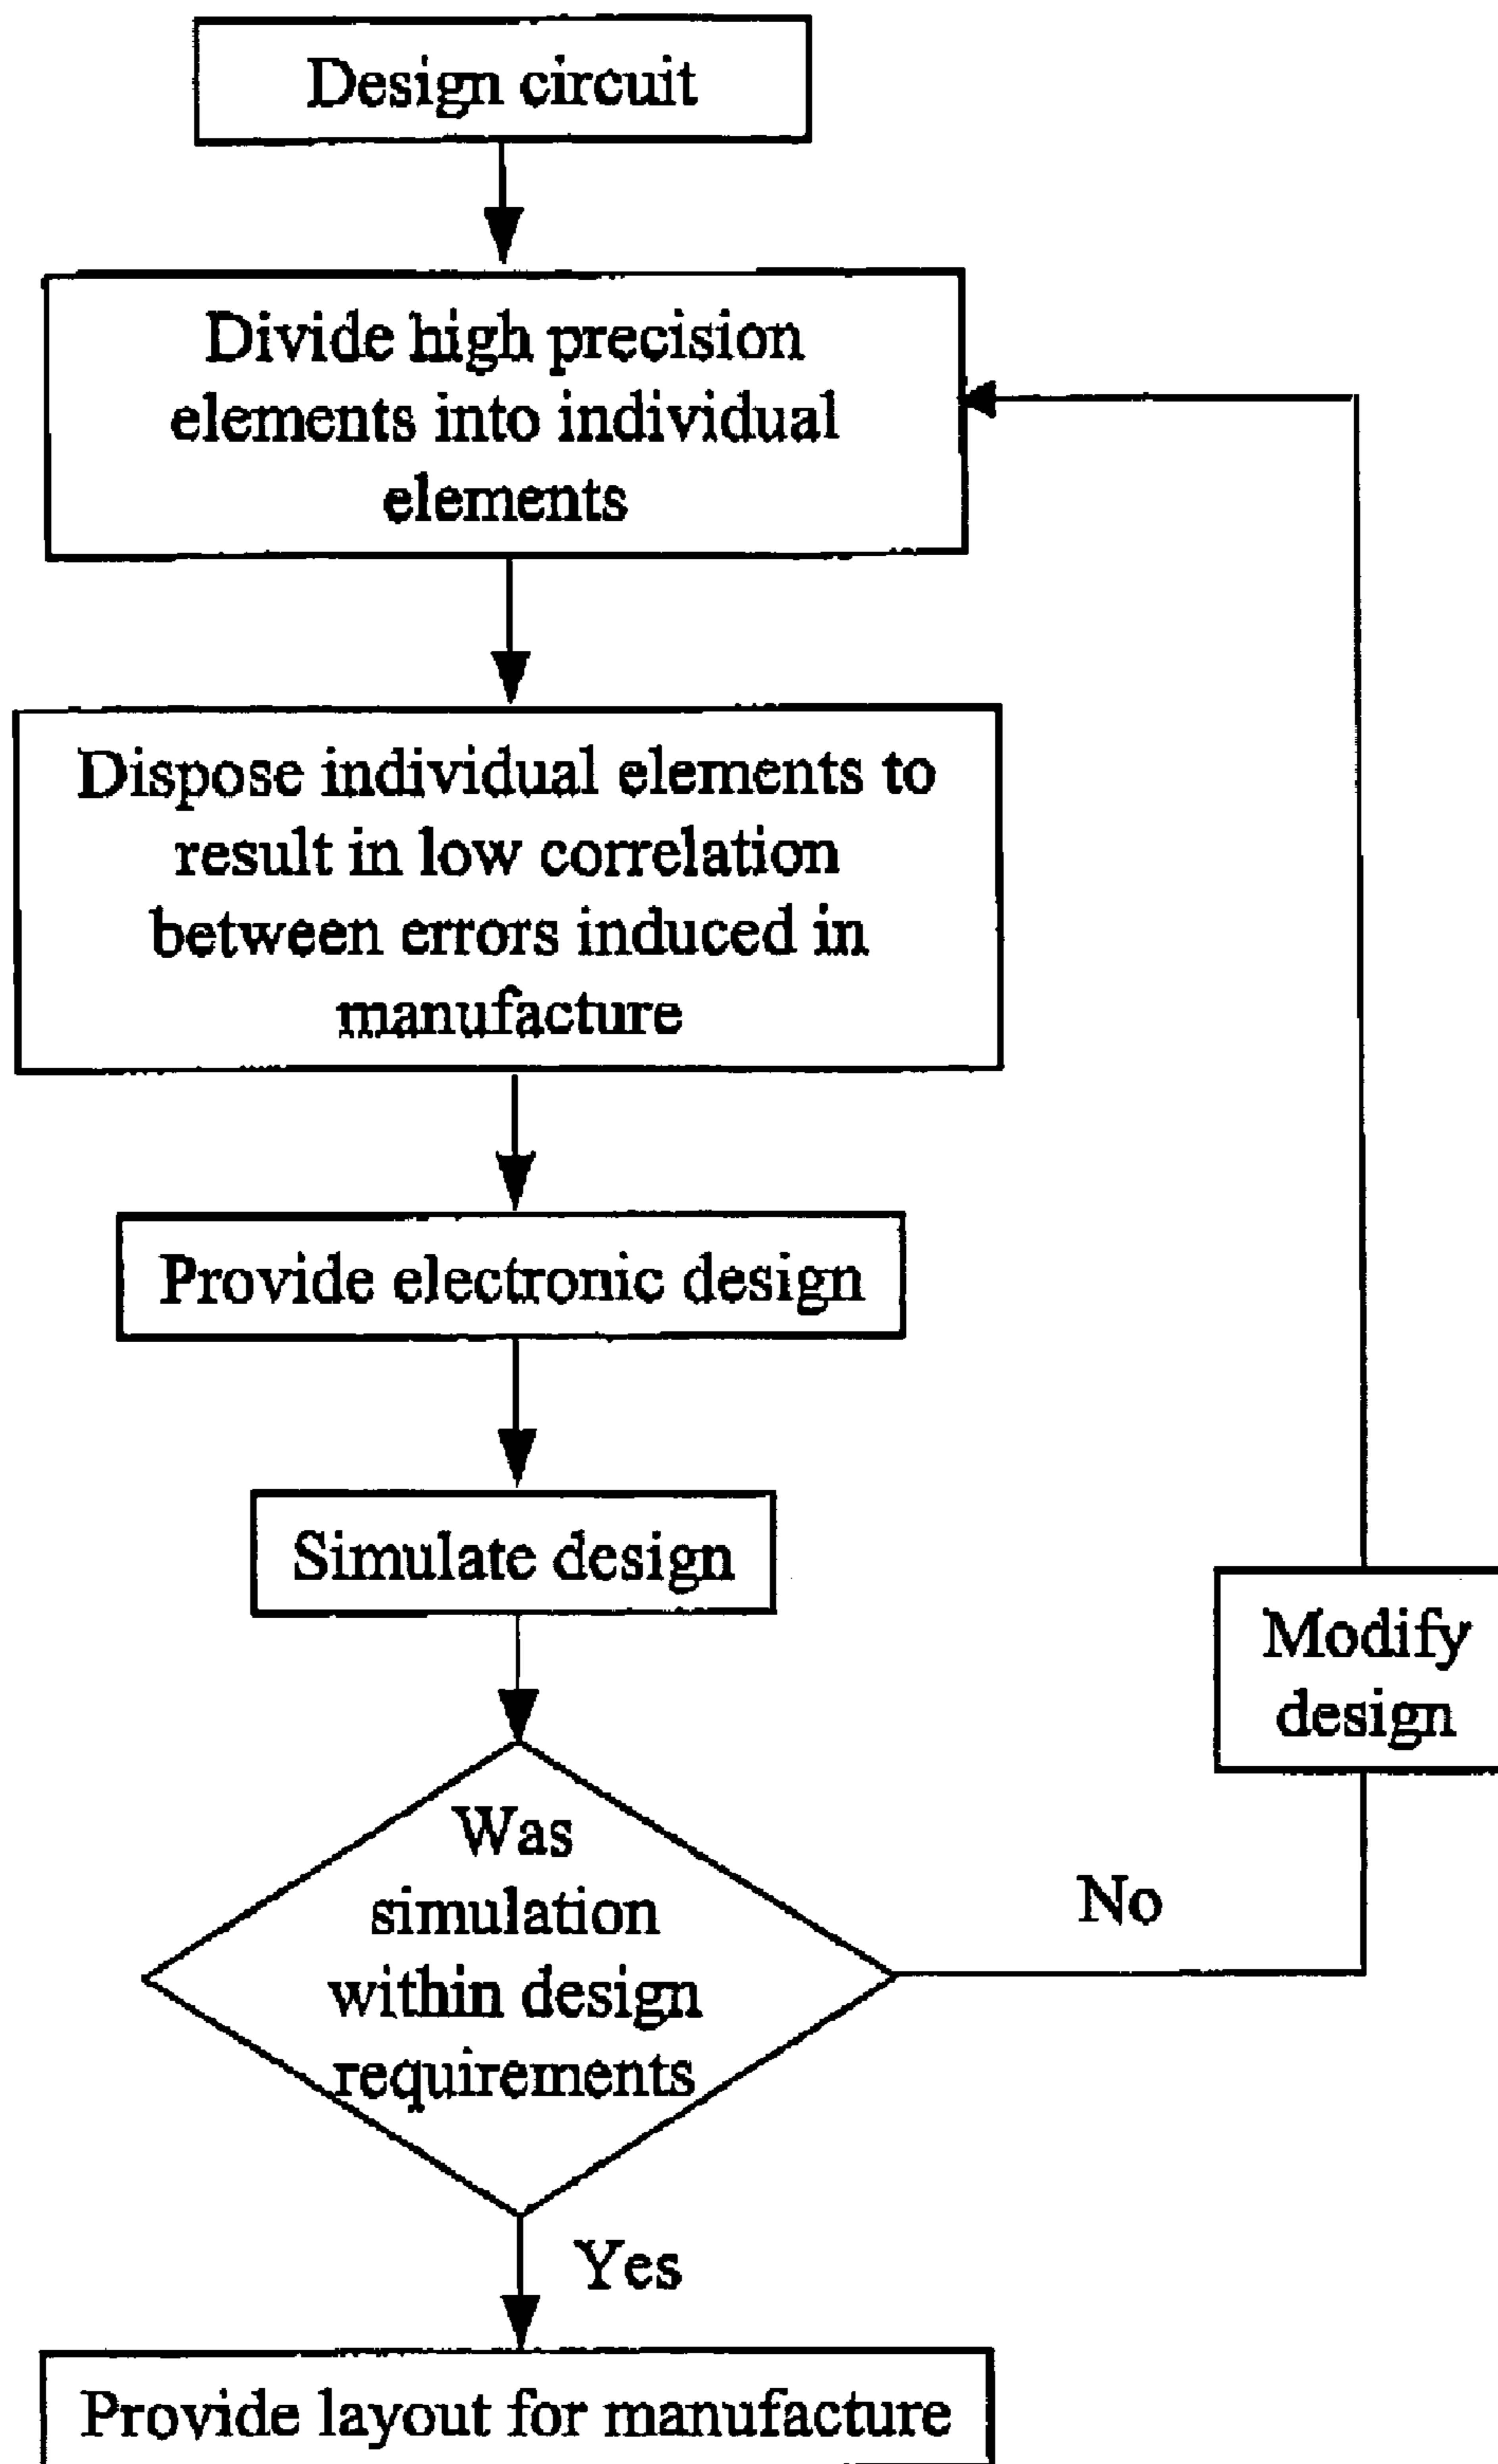 Design circuit
Divide high precision
elements into individual
elements
Dispose individual elements to
result in low correlation
between errors induced in
manufacture
Provide electronic design
Simulate design
Modify
design
Was
simulation
within design
requirements
No
Yes
Provide layout for manufacture